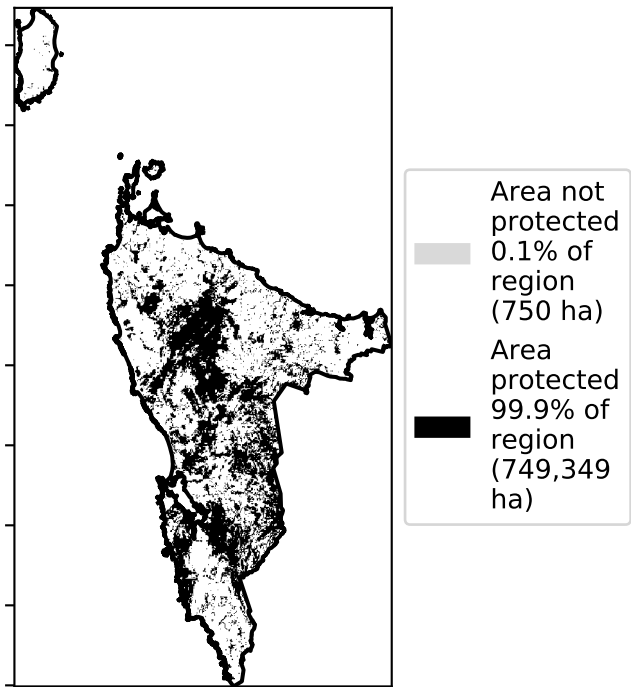 Area not
protected
0.1% of
region
(750 ha)
Area
protected
99.9% of
region
(749,349
ha)